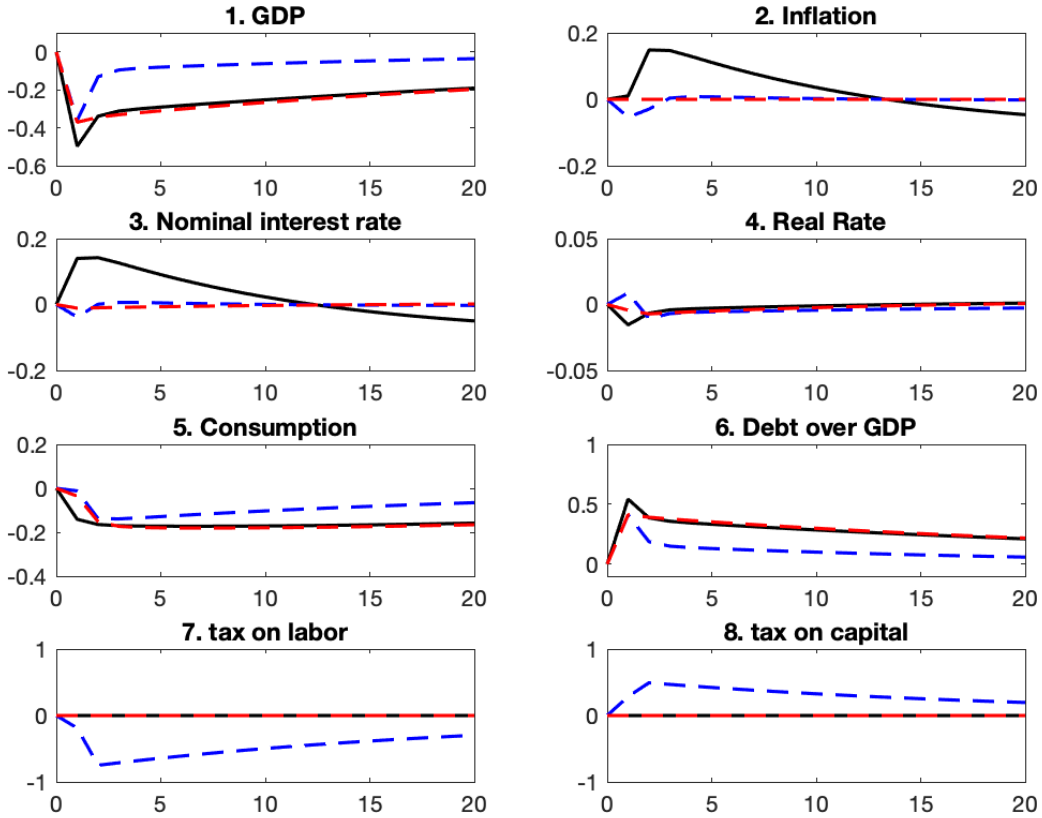 1. GDP
0
-0.2
-0.4
-0.6
0 5 10 15 20
2. Inflation
0.2
0
-0.2
0 5 10 15 20
3. Nominal interest rate
0.2
0
-0.2
0 5 10 15 20
4. Real Rate
0.05
0
-0.05
0 5 10 15 20
5. Consumption
0.2
0
-0.2
-0.4
0 5 10 15 20
6. Debt over GDP
1
0.5
0
0 5 10 15 20
7. tax on labor
1
0
-1
0 5 10 15 20
8. tax on capital
1
0
-1
0 5 10 15 20